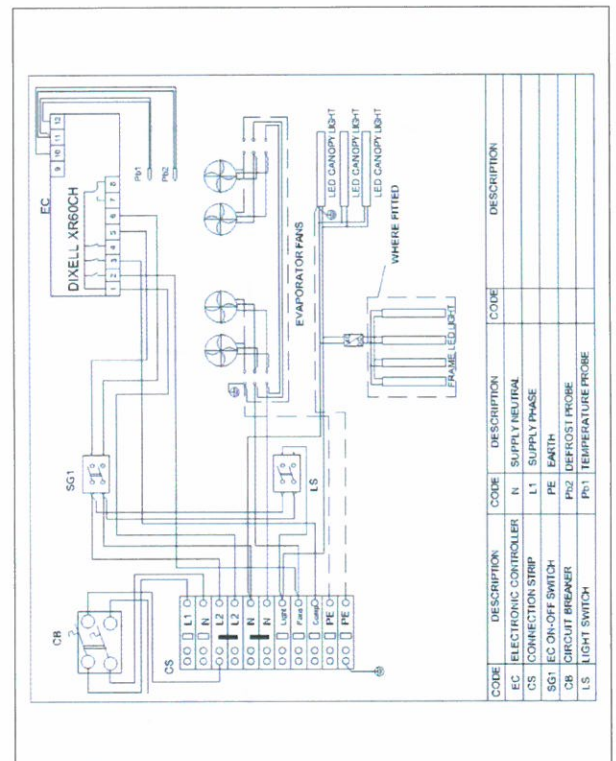 EC
DIXELL XR60CH
9 10 11 12
1 2 3 4 5 6 7 8
Pb1
Pb2
SG1
EVAPORATOR FANS
LED CANOPY LIGHT
LED CANOPY LIGHT
LED CANOPY LIGHT
WHERE FITTED
FRAME LED LIGHT
LS
CB
CS
L1
N
L2
L2
N
N
Light
Fans
Comp
PE
PE
CODE DESCRIPTION CODE DESCRIPTION CODE DESCRIPTION
EC ELECTRONIC CONTROLLER N SUPPLY NEUTRAL
CS CONNECTION STRIP L1 SUPPLY PHASE
SG1 EC ON-OFF SWITCH PE EARTH
CB CIRCUIT BREAKER Pb2 DEFROST PROBE
LS LIGHT SWITCH Pb1 TEMPERATURE PROBE